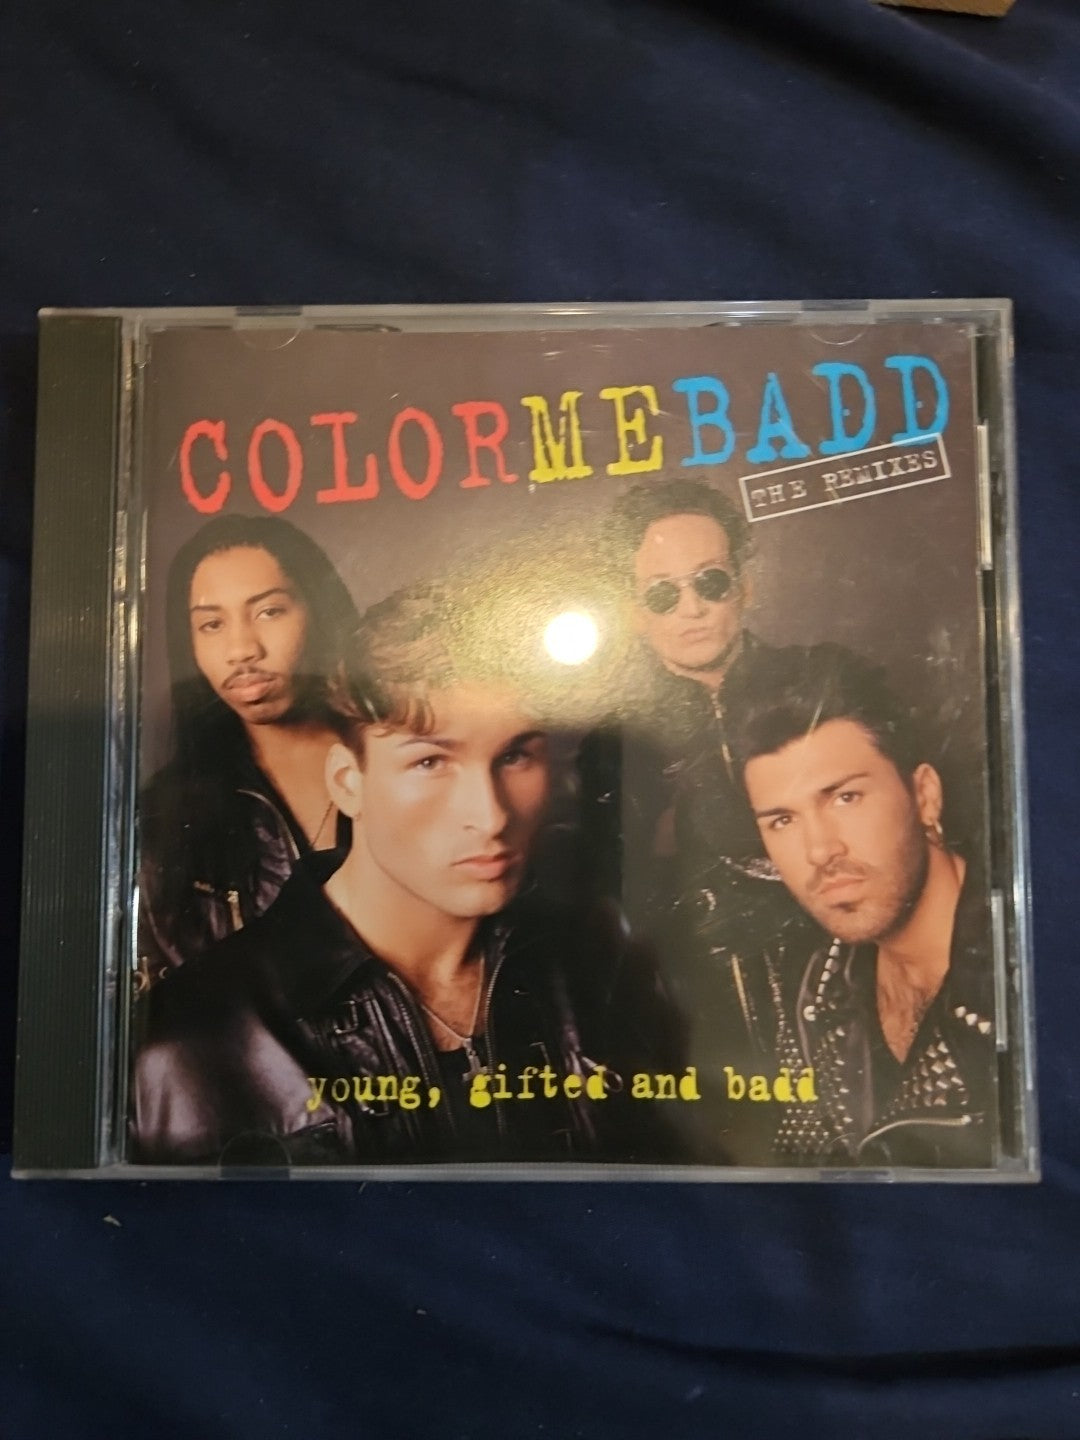 COLORMEBADD
THE REMIXES
young, gifted and badd